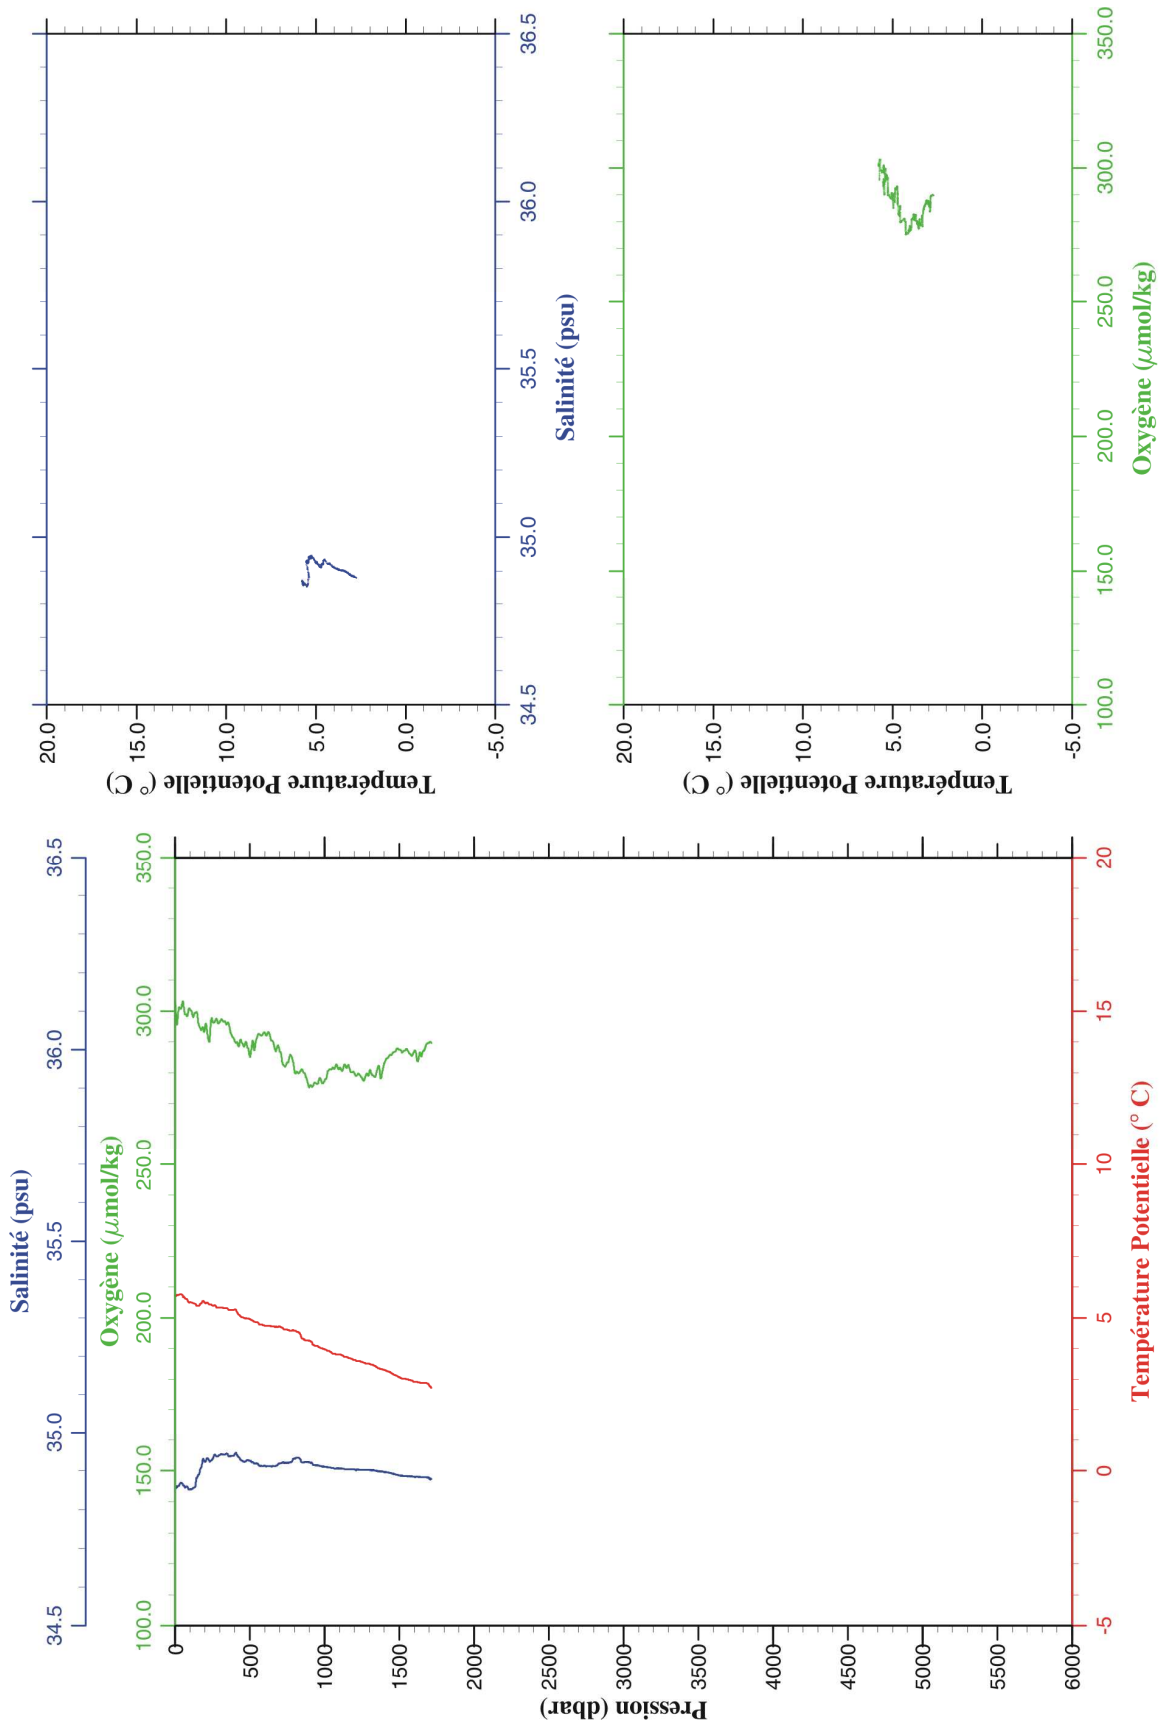 Salinité (psu)
34.5 35.0 35.5 36.0 36.5
Oxygène (μmol/kg)
100.0 150.0 200.0 250.0 300.0 350.0
Pression (dbar)
0
500
1000
1500
2000
2500
3000
3500
4000
4500
5000
5500
6000
-5 0 5 10 15 20
Température Potentielle (° C)
Température Potentielle (° C)
20.0
15.0
10.0
5.0
0.0
-5.0
34.5 35.0 35.5 36.0 36.5
Salinité (psu)
Température Potentielle (° C)
20.0
15.0
10.0
5.0
0.0
-5.0
100.0 150.0 200.0 250.0 300.0 350.0
Oxygène (μmol/kg)